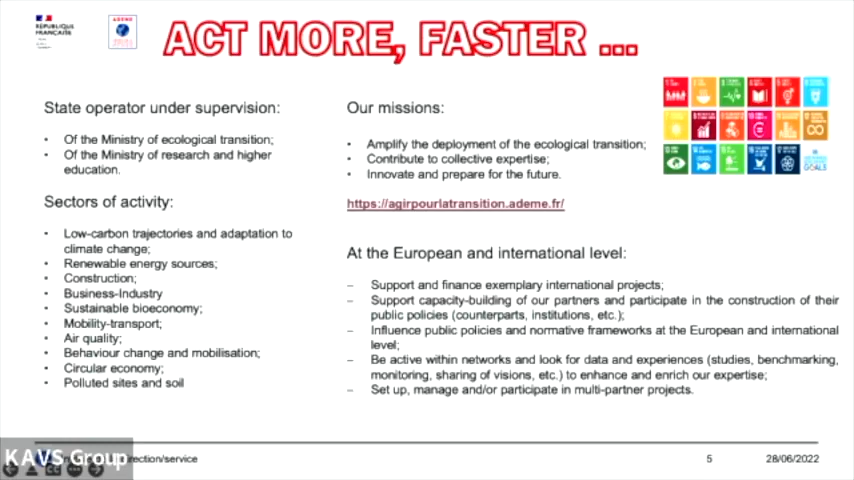 RÉPUBLIQUE
FRANÇAISE
ADEME
ACT MORE, FASTER ...
State operator under supervision:
• Of the Ministry of ecological transition;
• Of the Ministry of research and higher
education.
Sectors of activity:
• Low-carbon trajectories and adaptation to
climate change;
• Renewable energy sources;
• Construction;
• Business-Industry
• Sustainable bioeconomy;
• Mobility-transport;
• Air quality;
• Behaviour change and mobilisation;
• Circular economy;
• Polluted sites and soil
Our missions:
• Amplify the deployment of the ecological transition;
• Contribute to collective expertise;
• Innovate and prepare for the future.
https://agirpourlatransition.ademe.fr/
At the European and international level:
– Support and finance exemplary international projects;
– Support capacity-building of our partners and participate in the construction of their
public policies (counterparts, institutions, etc.);
– Influence public policies and normative frameworks at the European and international
level;
– Be active within networks and look for data and experiences (studies, benchmarking,
monitoring, sharing of visions, etc.) to enhance and enrich our expertise;
– Set up, manage and/or participate in multi-partner projects.
GOALS
KAVS Group
irection/service
5
28/06/2022